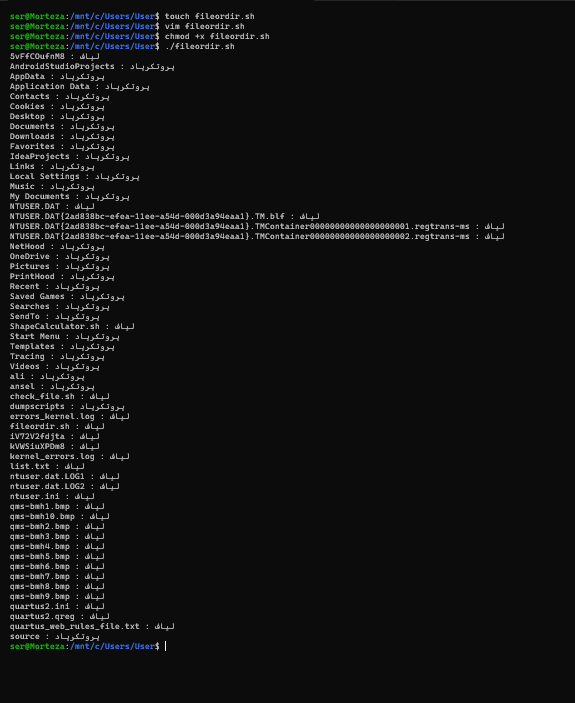 ser@Morteza:/mnt/c/Users/User$ touch fileordir.sh
ser@Morteza:/mnt/c/Users/User$ vim fileordir.sh
ser@Morteza:/mnt/c/Users/User$ chmod +x fileordir.sh
ser@Morteza:/mnt/c/Users/User$ ./fileordir.sh
5vFfCOufnM8 : لیاف
AndroidStudioProjects : یروتکریاد
AppData : یروتکریاد
Application Data : یروتکریاد
Contacts : یروتکریاد
Cookies : یروتکریاد
Desktop : یروتکریاد
Documents : یروتکریاد
Downloads : یروتکریاد
Favorites : یروتکریاد
IdeaProjects : یروتکریاد
Links : یروتکریاد
Local Settings : یروتکریاد
Music : یروتکریاد
My Documents : یروتکریاد
NTUSER.DAT : لیاف
NTUSER.DAT{2ad838bc-efea-11ee-a54d-000d3a94eaa1}.TM.blf : لیاف
NTUSER.DAT{2ad838bc-efea-11ee-a54d-000d3a94eaa1}.TMContainer00000000000000000001.regtrans-ms : لیاف
NTUSER.DAT{2ad838bc-efea-11ee-a54d-000d3a94eaa1}.TMContainer00000000000000000002.regtrans-ms : لیاف
NetHood : یروتکریاد
OneDrive : یروتکریاد
Pictures : یروتکریاد
PrintHood : یروتکریاد
Recent : یروتکریاد
Saved Games : یروتکریاد
Searches : یروتکریاد
SendTo : یروتکریاد
ShapeCalculator.sh : لیاف
Start Menu : یروتکریاد
Templates : یروتکریاد
Tracing : یروتکریاد
Videos : یروتکریاد
ali : یروتکریاد
ansel : یروتکریاد
check_file.sh : لیاف
dumpscripts : یروتکریاد
errors_kernel.log : لیاف
fileordir.sh : لیاف
iV72V2fdjta : لیاف
kVWSiuXPDm8 : لیاف
kernel_errors.log : لیاف
list.txt : لیاف
ntuser.dat.LOG1 : لیاف
ntuser.dat.LOG2 : لیاف
ntuser.ini : لیاف
qms-bmh1.bmp : لیاف
qms-bmh10.bmp : لیاف
qms-bmh2.bmp : لیاف
qms-bmh3.bmp : لیاف
qms-bmh4.bmp : لیاف
qms-bmh5.bmp : لیاف
qms-bmh6.bmp : لیاف
qms-bmh7.bmp : لیاف
qms-bmh8.bmp : لیاف
qms-bmh9.bmp : لیاف
quartus2.ini : لیاف
quartus2.qreg : لیاف
quartus_web_rules_file.txt : لیاف
source : یروتکریاد
ser@Morteza:/mnt/c/Users/User$